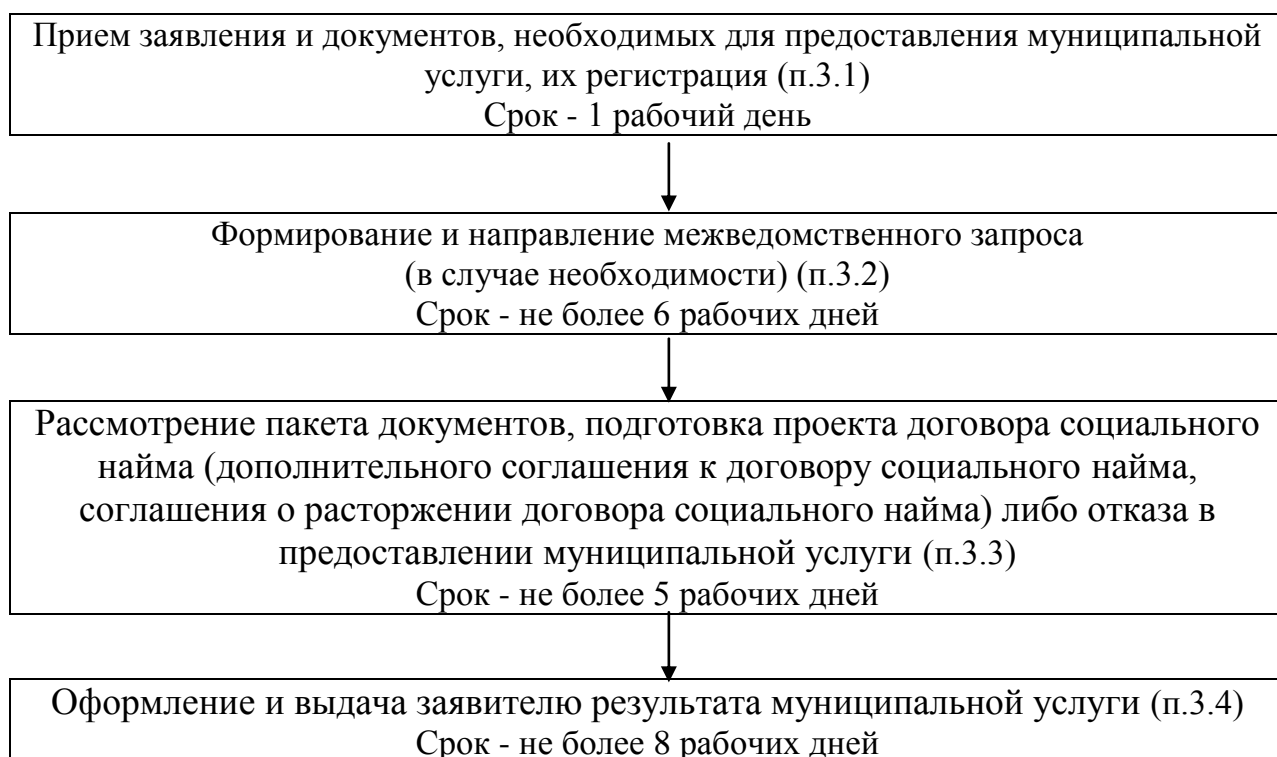 Прием заявления и документов, необходимых для предоставления муниципальной
услуги, их регистрация (п.3.1)
Срок - 1 рабочий день
Формирование и направление межведомственного запроса
(в случае необходимости) (п.3.2)
Срок - не более 6 рабочих дней
Рассмотрение пакета документов, подготовка проекта договора социального
найма (дополнительного соглашения к договору социального найма,
соглашения о расторжении договора социального найма) либо отказа в
предоставлении муниципальной услуги (п.3.3)
Срок - не более 5 рабочих дней
Оформление и выдача заявителю результата муниципальной услуги (п.3.4)
Срок - не более 8 рабочих дней